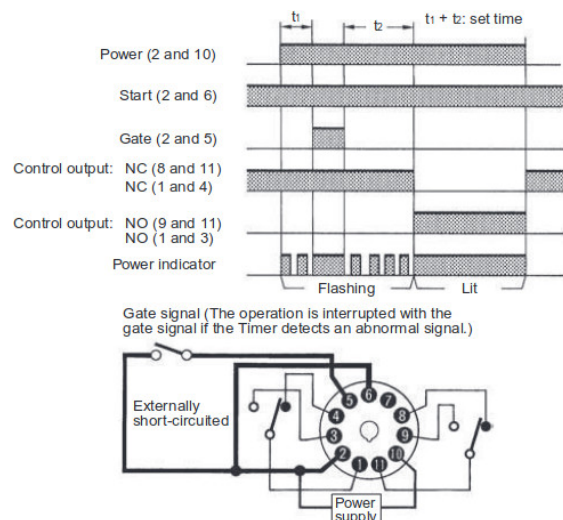 t1 t2 t1 + t2: set time
Power (2 and 10)
Start (2 and 6)
Gate (2 and 5)
Control output: NC (8 and 11)
NC (1 and 4)
Control output: NO (9 and 11)
NO (1 and 3)
Power indicator
Flashing Lit
Gate signal (The operation is interrupted with the
gate signal if the Timer detects an abnormal signal.)
Externally
short-circuited
5 6 7
4 8
3 9
2 10
1 11
Power
supply